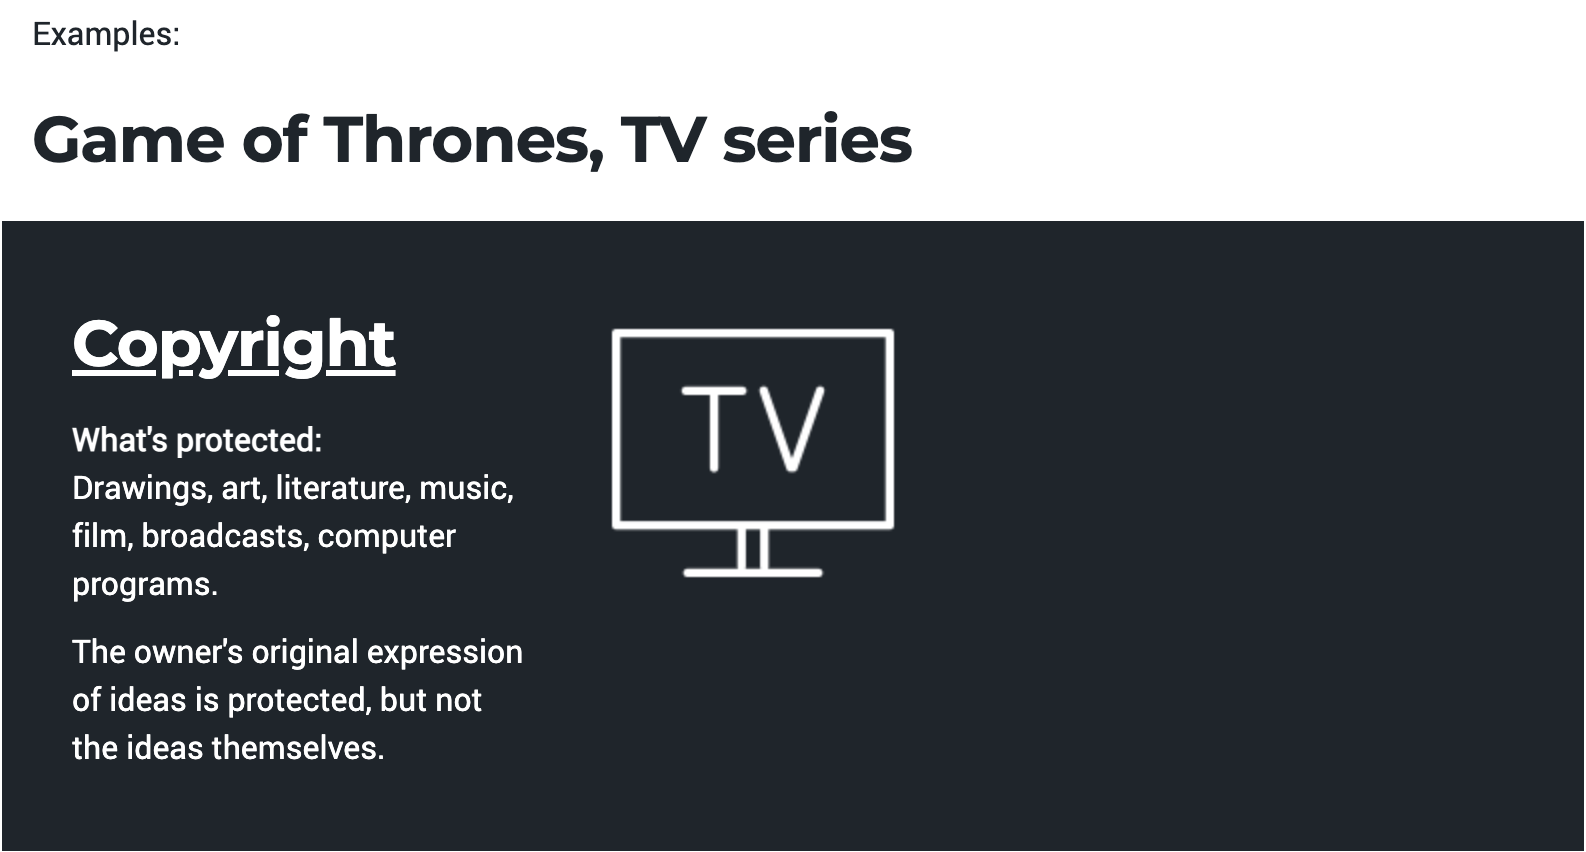 Examples:
Game of Thrones, TV series
Copyright
What's protected:
Drawings, art, literature, music,
film, broadcasts, computer
programs.
The owner's original expression
of ideas is protected, but not
the ideas themselves.
TV